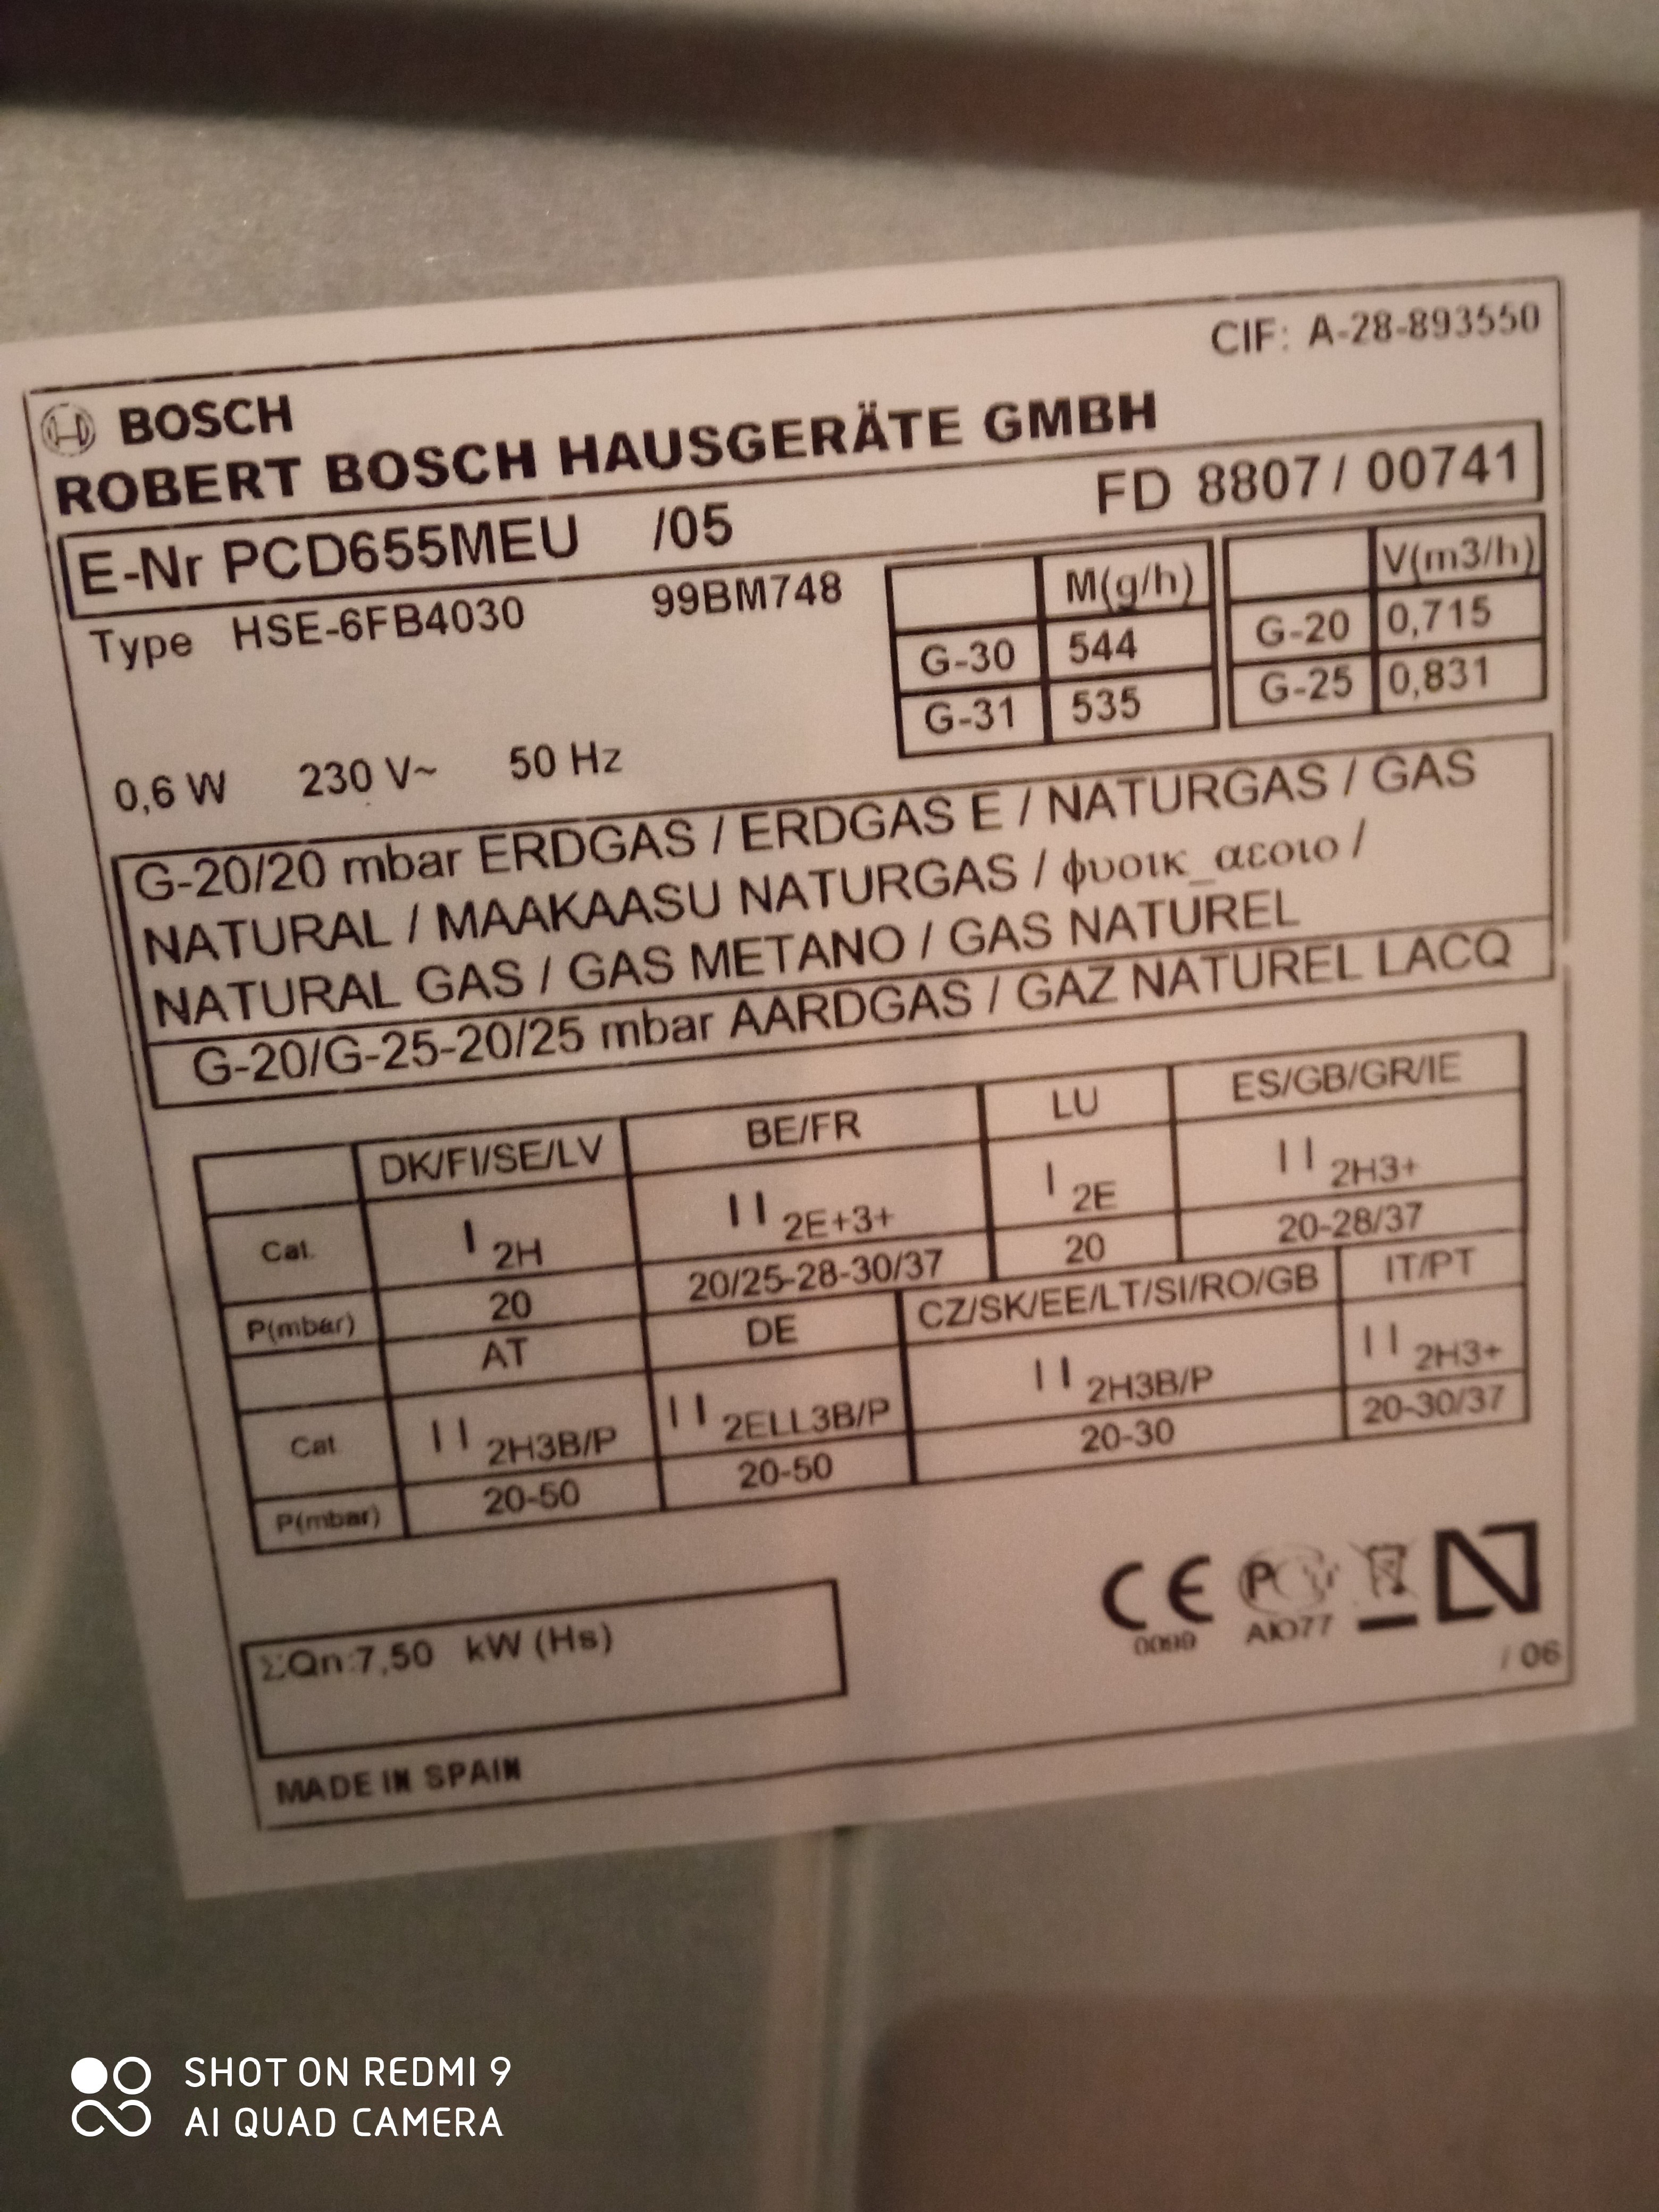 CIF: A-28-893550
BOSCH
ROBERT BOSCH HAUSGERÄTE GMBH
E-Nr PCD655MEU /05 FD 8807 / 00741
Type HSE-6FB4030 99BM748
M(g/h) V(m3/h)
G-30 544 G-20 0,715
G-31 535 G-25 0,831
0,6 W 230 V~ 50 Hz
G-20/20 mbar ERDGAS / ERDGAS E / NATURGAS / GAS
NATURAL / MAAKAASU NATURGAS / φυσικ_αεσιο /
NATURAL GAS / GAS METANO / GAS NATUREL
G-20/G-25-20/25 mbar AARDGAS / GAZ NATUREL LACQ
DK/FI/SE/LV BE/FR LU ES/GB/GR/IE
Cat. I 2H II 2E+3+ I 2E II 2H3+
P(mbar) 20 20/25-28-30/37 20 20-28/37
AT DE CZ/SK/EE/LT/SI/RO/GB IT/PT
Cat II 2H3B/P II 2ELL3B/P II 2H3B/P II 2H3+
P(mbar) 20-50 20-50 20-30 20-30/37
ΣQn:7,50 kW (Hs)
CE
0099
/ 06
MADE IN SPAIN
SHOT ON REDMI 9
AI QUAD CAMERA